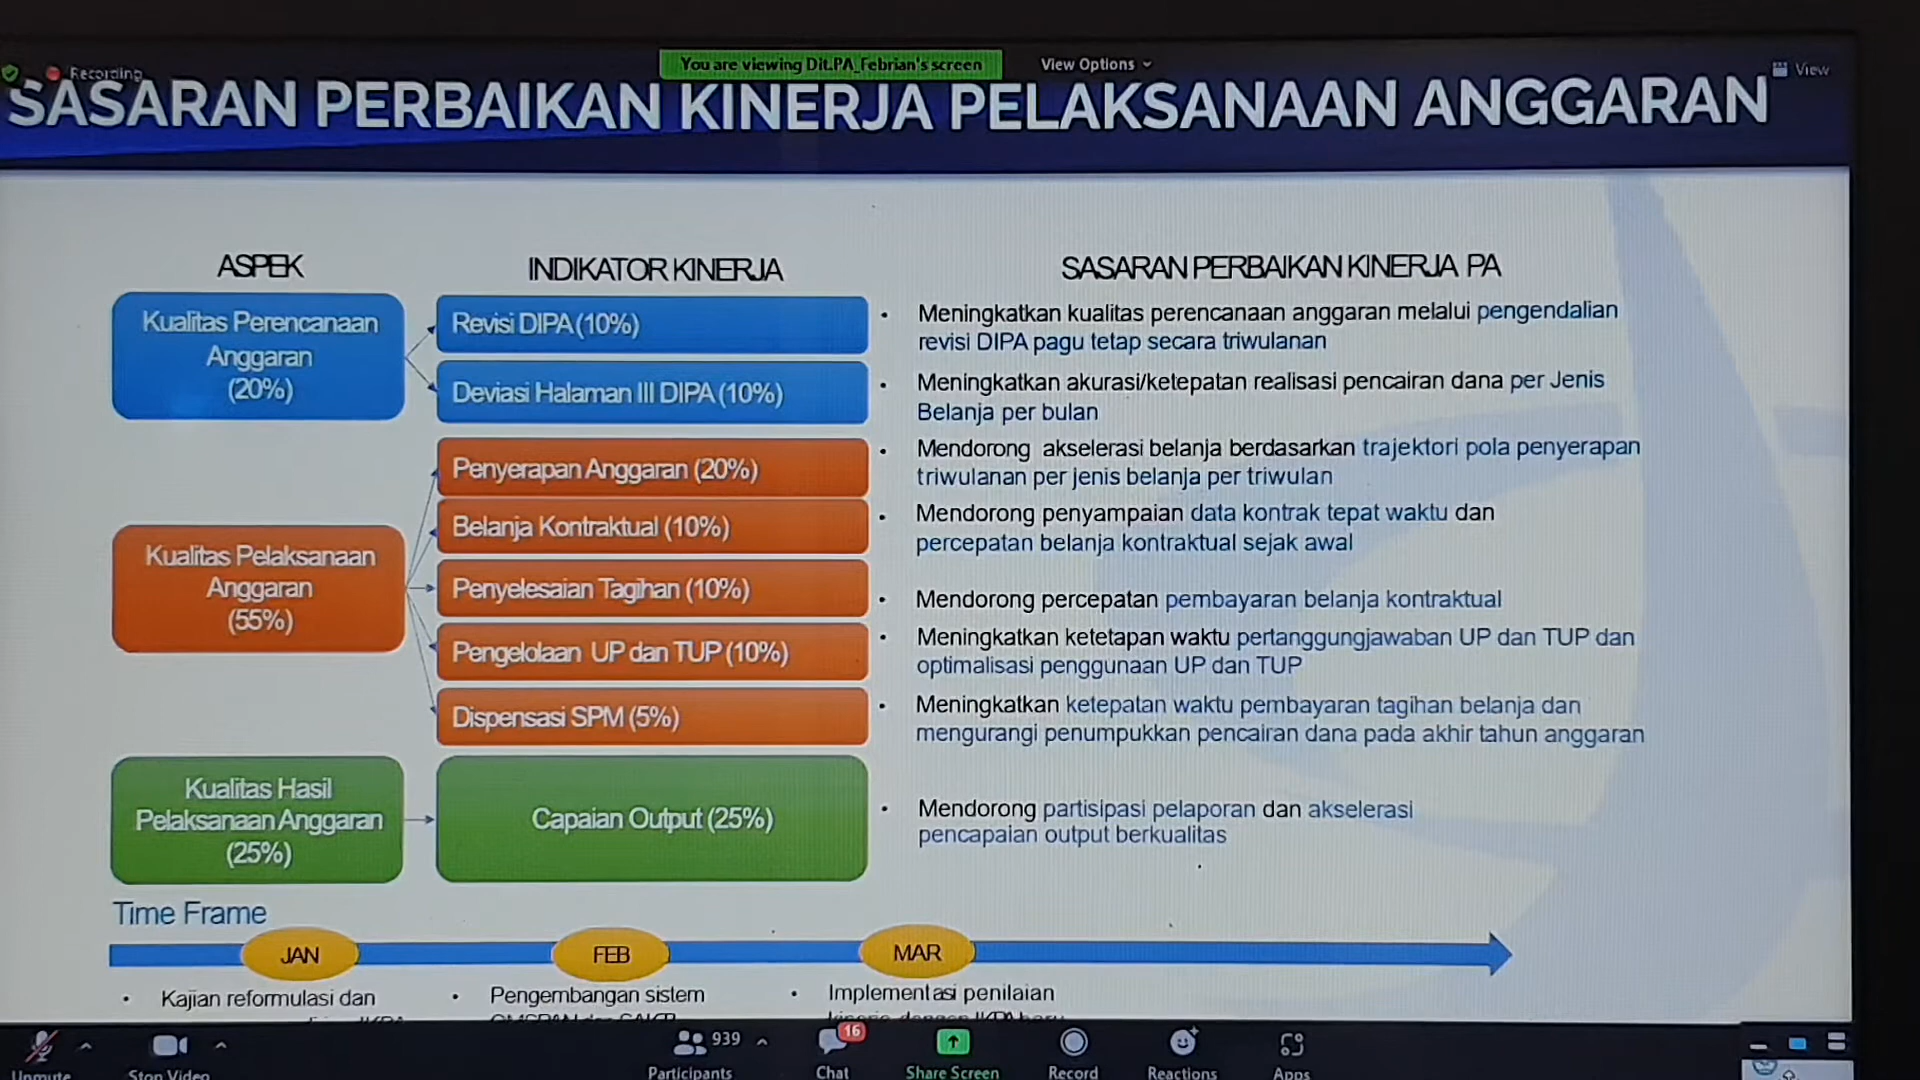 Recording
You are viewing Dit.PA_Febrian's screen
View Options
View
SASARAN PERBAIKAN KINERJA PELAKSANAAN ANGGARAN
ASPEK
INDIKATOR KINERJA
SASARAN PERBAIKAN KINERJA PA
Kualitas Perencanaan
Anggaran
(20%)
Revisi DIPA (10%)
Deviasi Halaman III DIPA (10%)
• Meningkatkan kualitas perencanaan anggaran melalui pengendalian
revisi DIPA pagu tetap secara triwulanan
• Meningkatkan akurasi/ketepatan realisasi pencairan dana per Jenis
Belanja per bulan
Kualitas Pelaksanaan
Anggaran
(55%)
Penyerapan Anggaran (20%)
Belanja Kontraktual (10%)
Penyelesaian Tagihan (10%)
Pengelolaan UP dan TUP (10%)
Dispensasi SPM (5%)
• Mendorong akselerasi belanja berdasarkan trajektori pola penyerapan
triwulanan per jenis belanja per triwulan
• Mendorong penyampaian data kontrak tepat waktu dan
percepatan belanja kontraktual sejak awal
• Mendorong percepatan pembayaran belanja kontraktual
• Meningkatkan ketetapan waktu pertanggungjawaban UP dan TUP dan
optimalisasi penggunaan UP dan TUP
• Meningkatkan ketepatan waktu pembayaran tagihan belanja dan
mengurangi penumpukkan pencairan dana pada akhir tahun anggaran
Kualitas Hasil
Pelaksanaan Anggaran
(25%)
Capaian Output (25%)
• Mendorong partisipasi pelaporan dan akselerasi
pencapaian output berkualitas
Time Frame
JAN
FEB
MAR
• Kajian reformulasi dan
• Pengembangan sistem
• Implementasi penilaian
Unmute
Stop Video
939
Participants
16
Chat
Share Screen
Record
Reactions
Apps